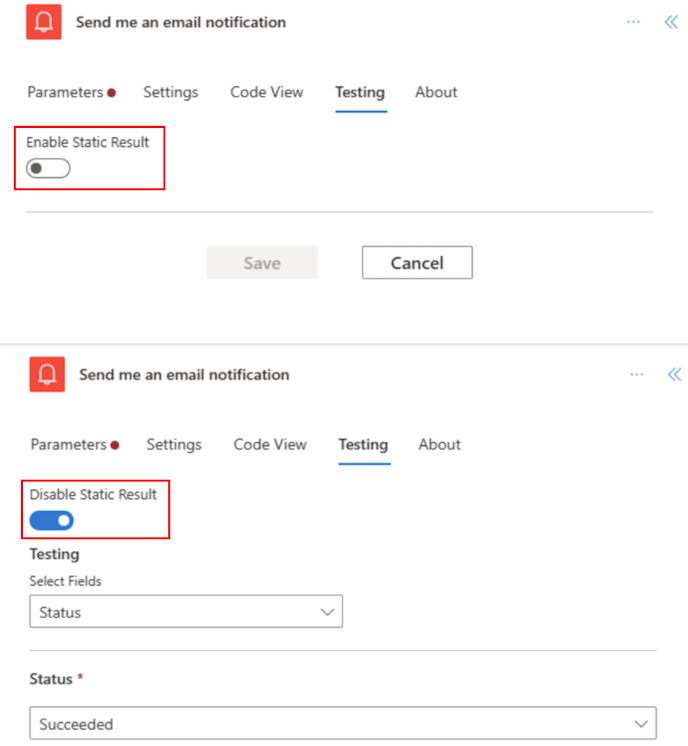 Send me an email notification
Parameters Settings Code View Testing About
Enable Static Result
Save Cancel
Send me an email notification
Parameters Settings Code View Testing About
Disable Static Result
Testing
Select Fields
Status
Status *
Succeeded